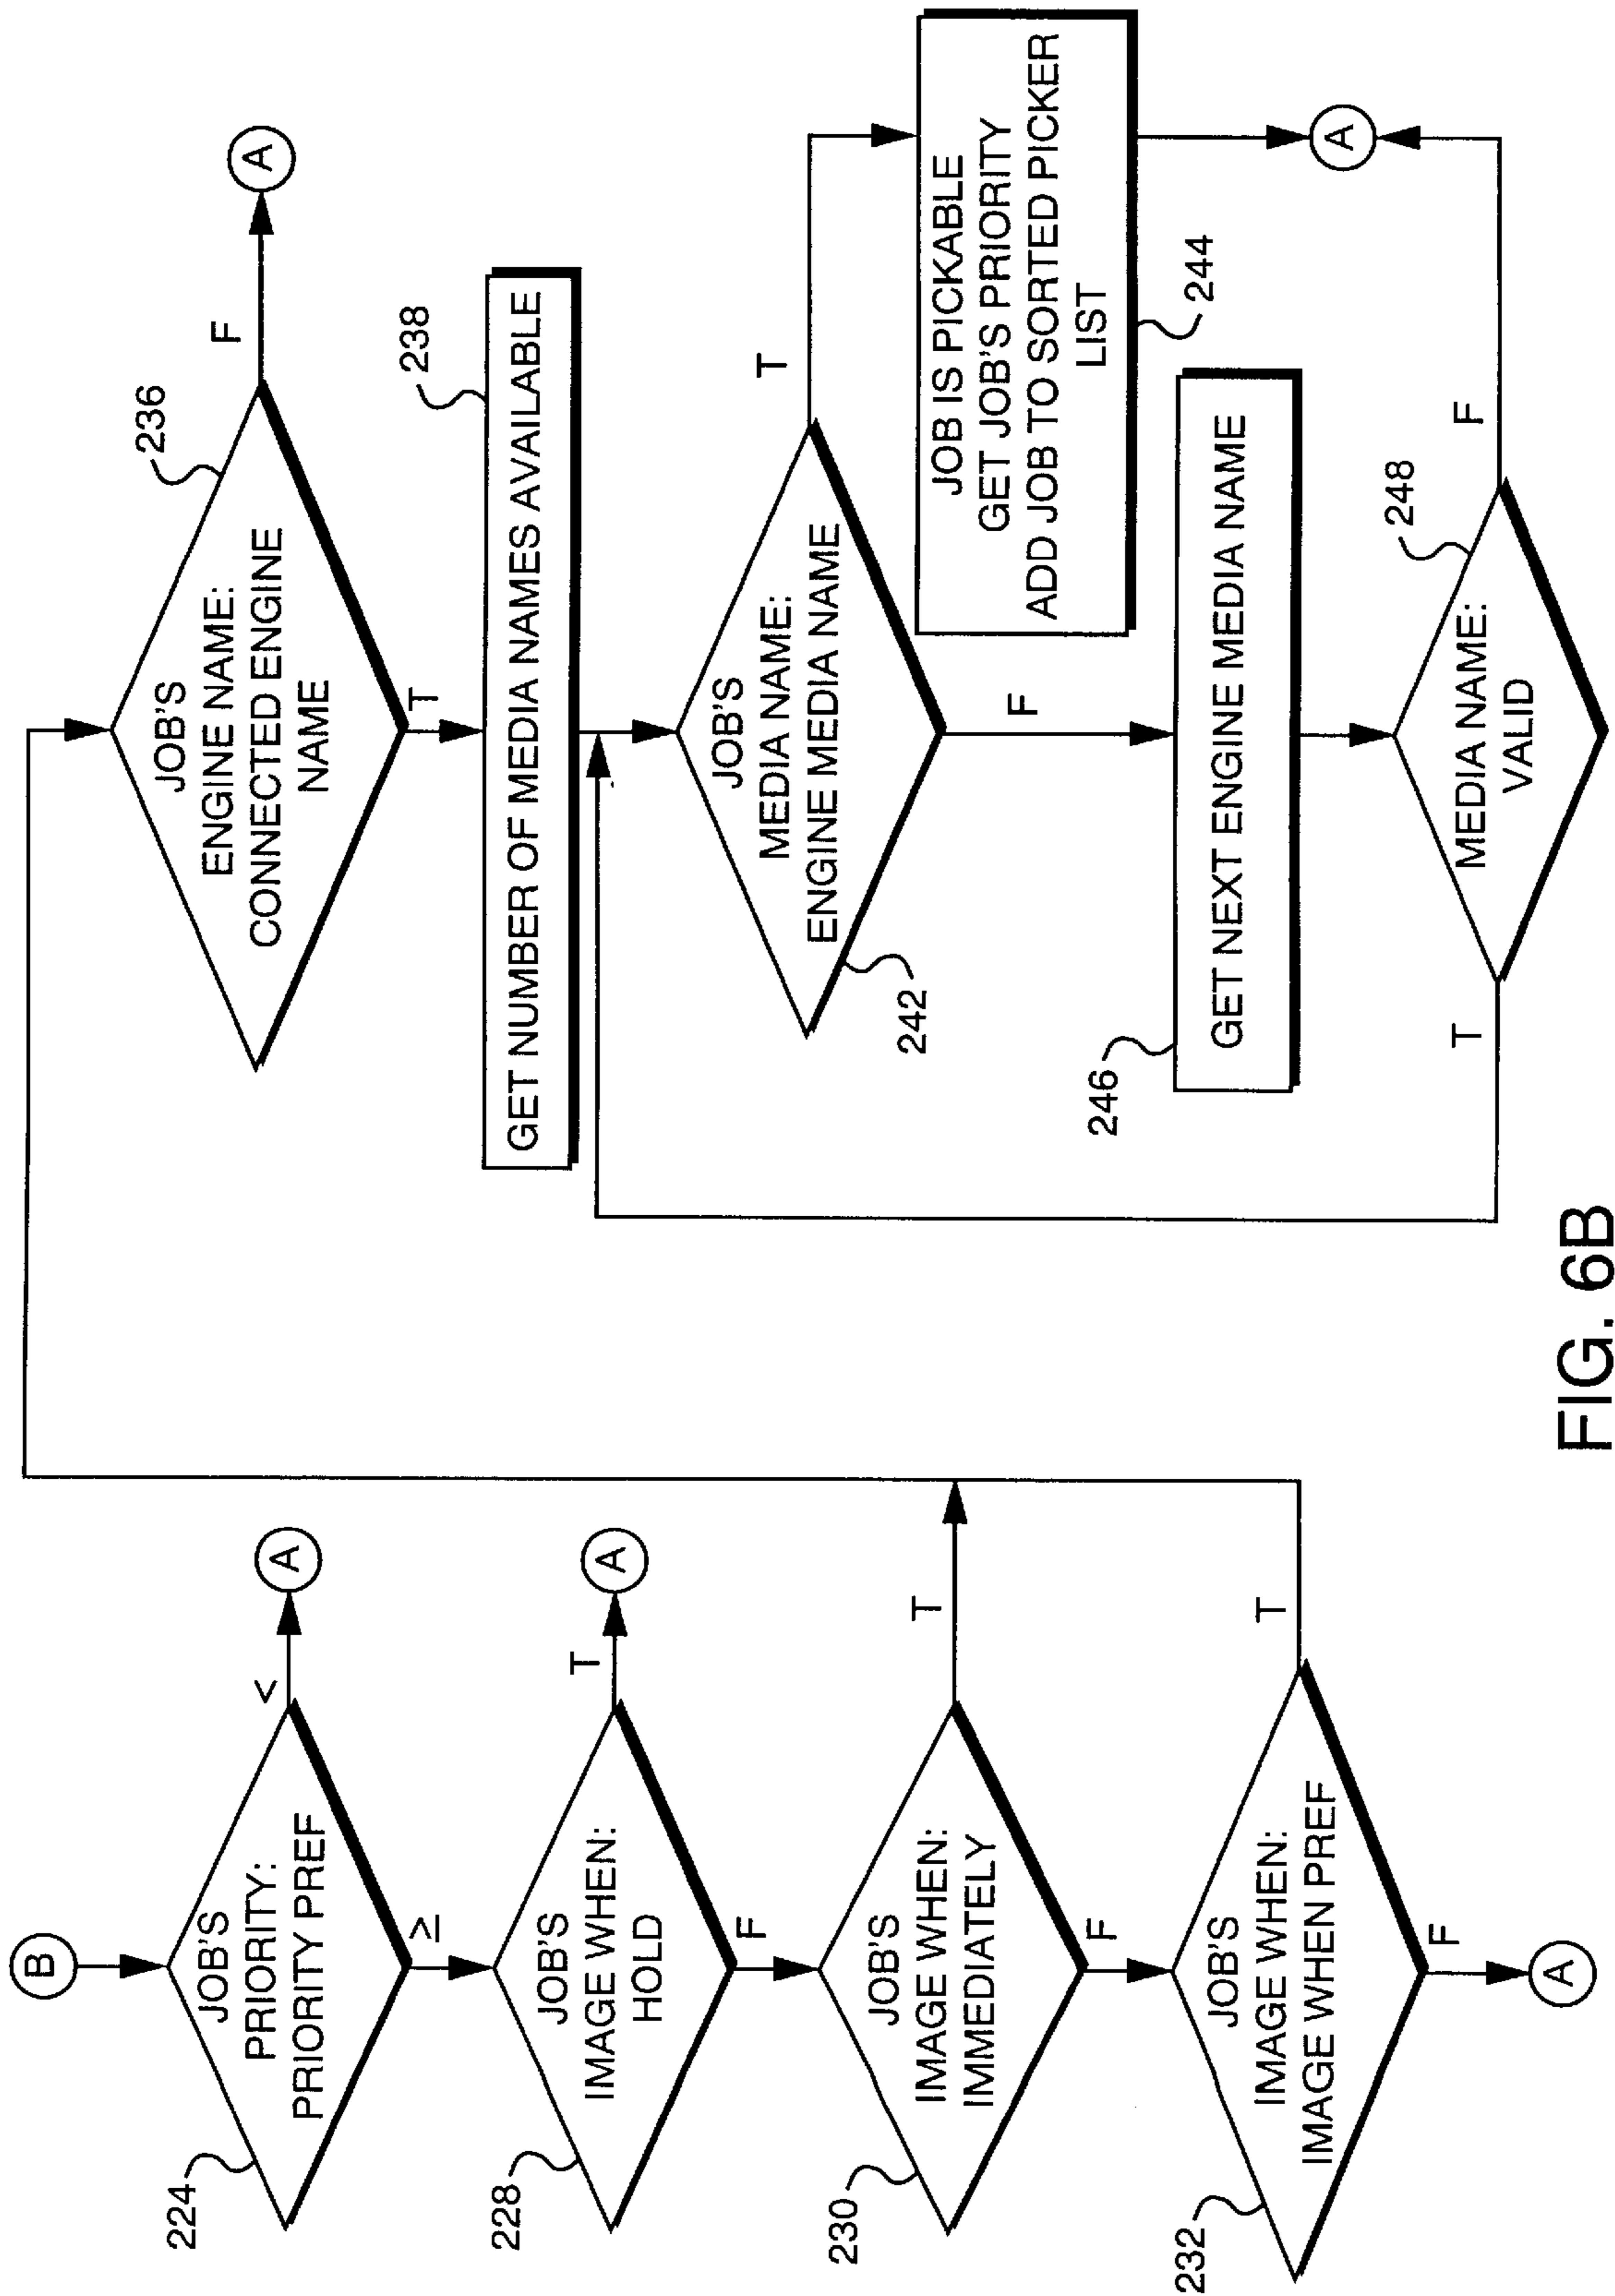 B
224
JOB'S
PRIORITY:
PRIORITY PREF
<
A
≥
228
JOB'S
IMAGE WHEN:
HOLD
T
A
F
230
JOB'S
IMAGE WHEN:
IMMEDIATELY
T
F
232
JOB'S
IMAGE WHEN:
IMAGE WHEN PREF
T
F
A
236
JOB'S
ENGINE NAME:
CONNECTED ENGINE
NAME
F
A
T
238
GET NUMBER OF MEDIA NAMES AVAILABLE
242
JOB'S
MEDIA NAME:
ENGINE MEDIA NAME
T
JOB IS PICKABLE
GET JOB'S PRIORITY
ADD JOB TO SORTED PICKER
LIST
244
A
F
246
GET NEXT ENGINE MEDIA NAME
248
MEDIA NAME:
VALID
T
F
FIG. 6B